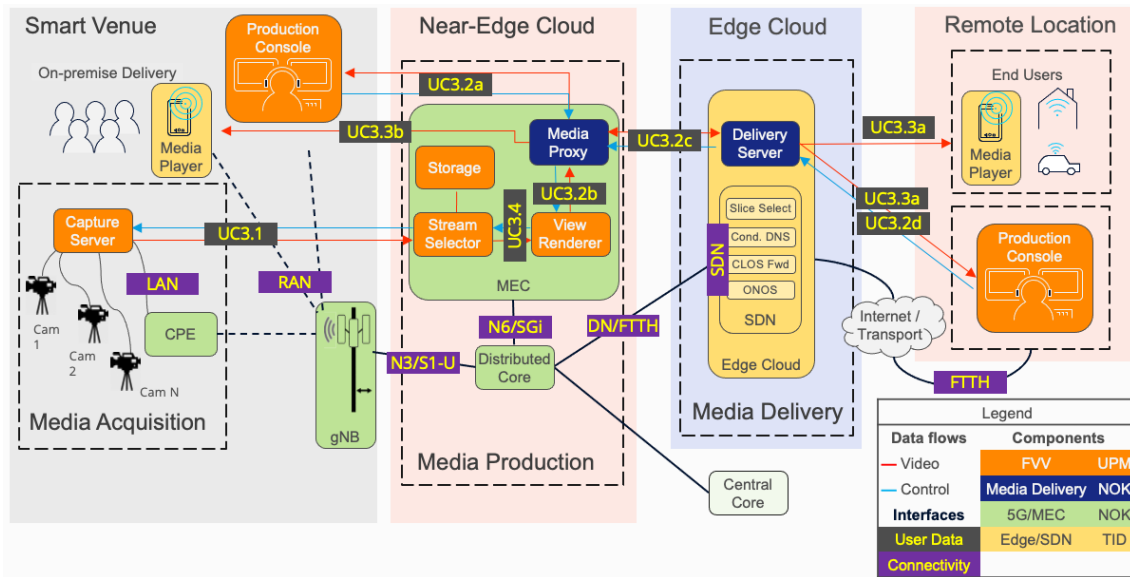 Smart Venue
Near-Edge Cloud
Edge Cloud
Remote Location
Production
Console
On-premise Delivery
Media
Player
UC3.2a
UC3.3b
Media
Proxy
Storage
UC3.2b
Stream
Selector
UC3.4
View
Renderer
MEC
UC3.2c
Delivery
Server
Slice Select
Cond. DNS
CLOS Fwd
ONOS
SDN
SDN
Edge Cloud
Media Delivery
UC3.3a
End Users
Media
Player
UC3.3a
UC3.2d
Production
Console
Internet /
Transport
FTTH
Capture
Server
UC3.1
LAN
RAN
Cam
1
Cam
2
Cam N
CPE
Media Acquisition
gNB
N3/S1-U
N6/SGi
DN/FTTH
Distributed
Core
Media Production
Central
Core
Legend
Data flows Components
Video FVV UPM
Control Media Delivery NOK
Interfaces 5G/MEC NOK
User Data Edge/SDN TID
Connectivity